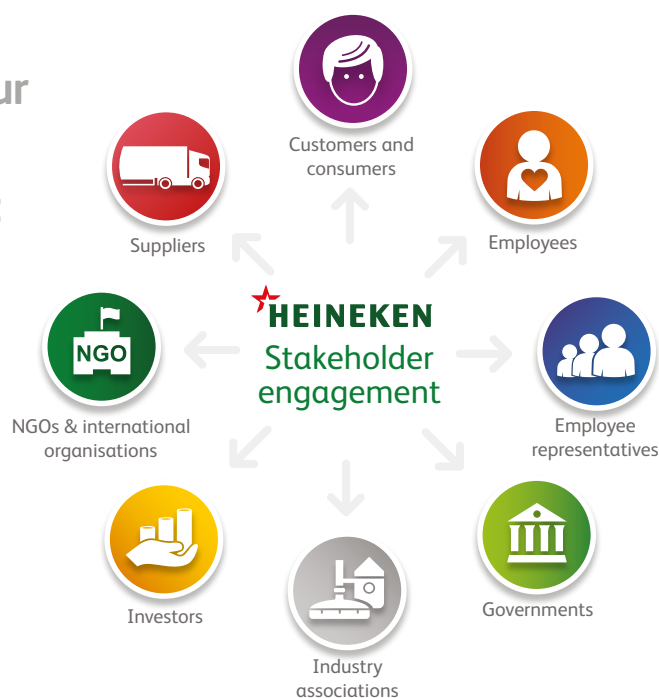 ur
Customers and
consumers
Suppliers
Employees
HEINEKEN
Stakeholder
engagement
NGO
NGOs & international
organisations
Employee
representatives
Investors
Governments
Industry
associations